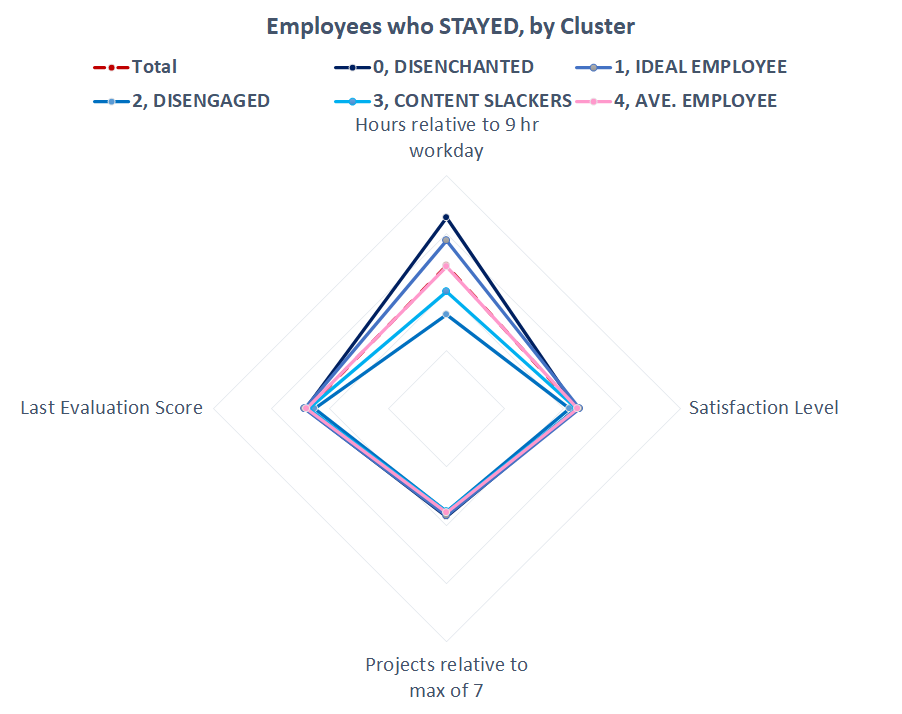 Employees who STAYED, by Cluster
Total
0, DISENCHANTED
1, IDEAL EMPLOYEE
2, DISENGAGED
3, CONTENT SLACKERS
4, AVE. EMPLOYEE
Hours relative to 9 hr
workday
Last Evaluation Score
Satisfaction Level
Projects relative to
max of 7